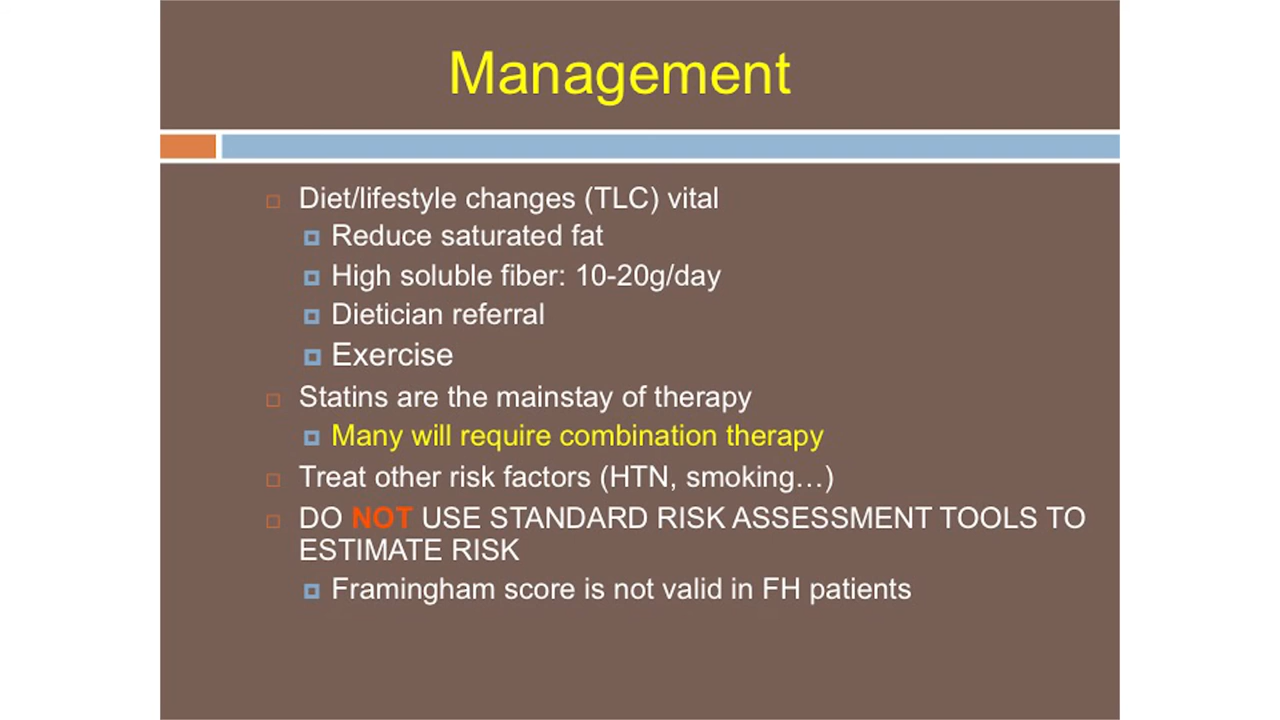 Management
Diet/lifestyle changes (TLC) vital
Reduce saturated fat
High soluble fiber: 10-20g/day
Dietician referral
Exercise
Statins are the mainstay of therapy
Many will require combination therapy
Treat other risk factors (HTN, smoking…)
DO NOT USE STANDARD RISK ASSESSMENT TOOLS TO
ESTIMATE RISK
Framingham score is not valid in FH patients